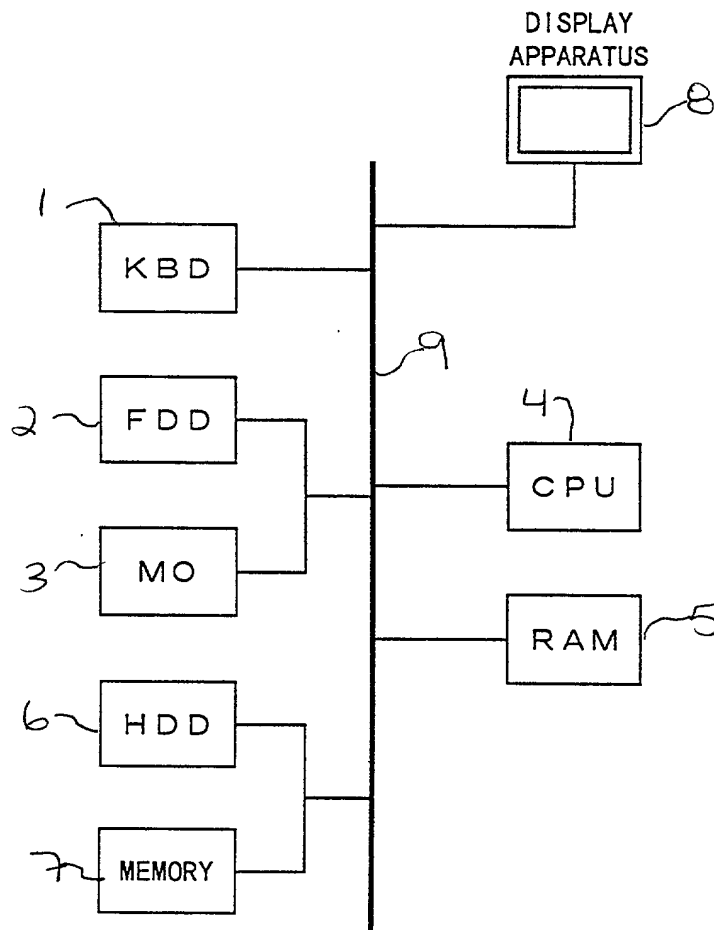 DISPLAY
APPARATUS
8
1
KBD
9
2
FDD
4
CPU
3
MO
5
RAM
6
HDD
7
MEMORY